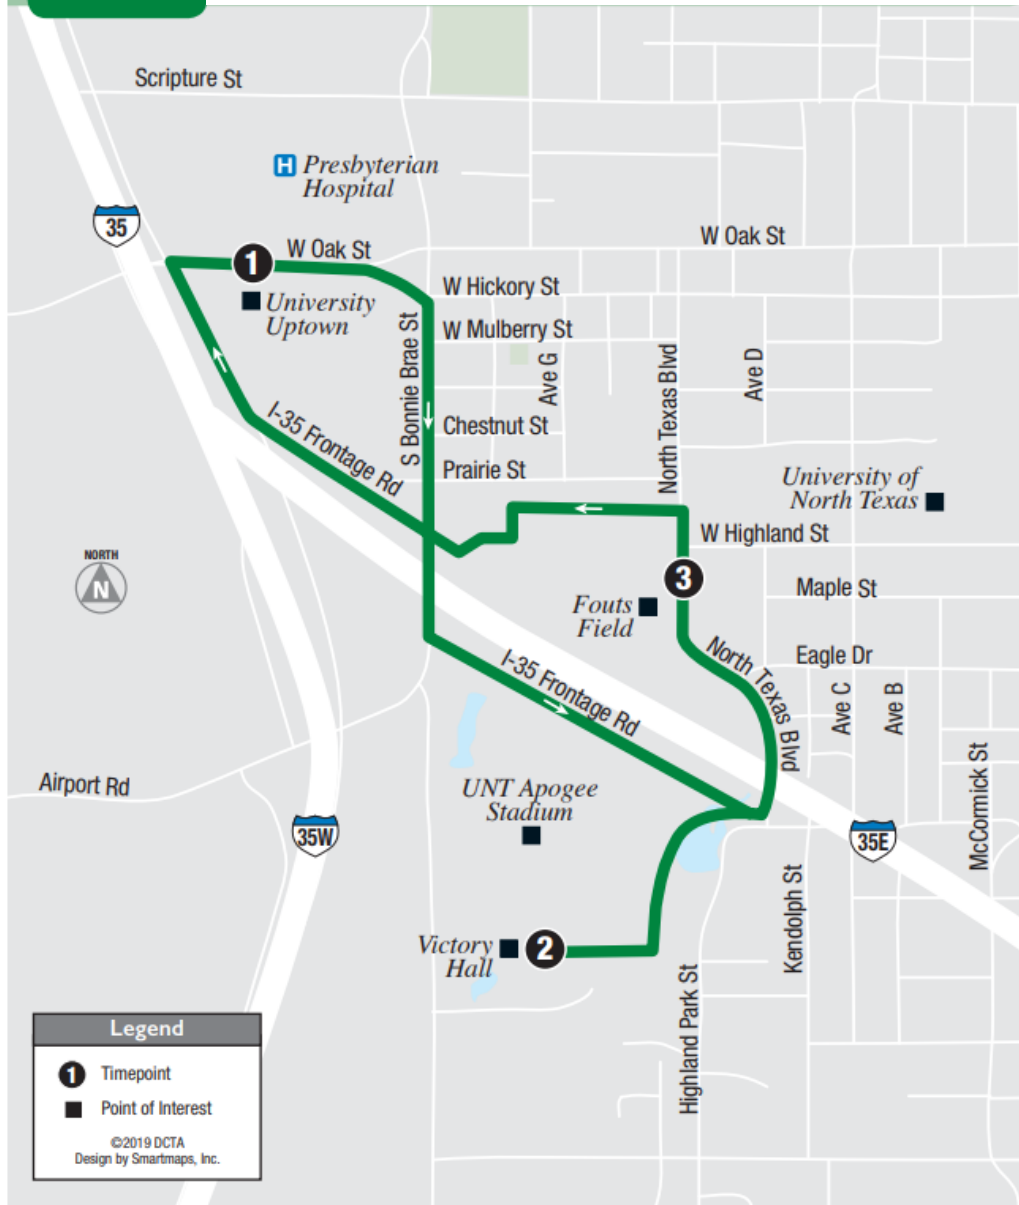 Scripture St
H Presbyterian
Hospital
35
W Oak St
W Oak St
1
W Hickory St
University
Uptown
W Mulberry St
S Bonnie Brae St
Ave G
North Texas Blvd
Ave D
I-35 Frontage Rd
Chestnut St
Prairie St
University of
North Texas
W Highland St
NORTH
N
3
Maple St
Fouts
Field
I-35 Frontage Rd
North Texas Blvd
Eagle Dr
Ave C
Ave B
McCormick St
Airport Rd
UNT Apogee
Stadium
35W
35E
Kendolph St
Victory
Hall
2
Highland Park St
Legend
1 Timepoint
Point of Interest
©2019 DCTA
Design by Smartmaps, Inc.